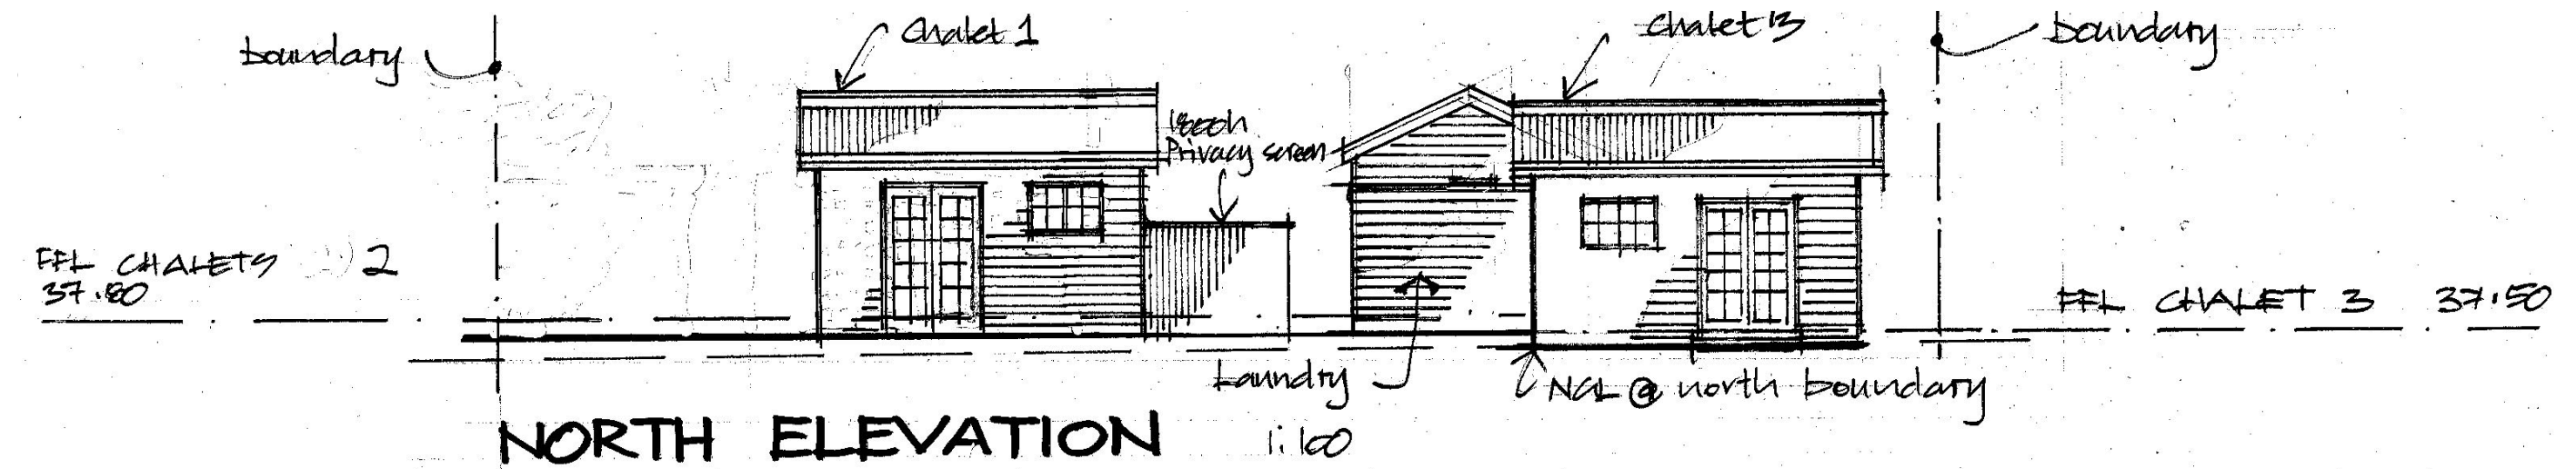 boundary
Chalet 1
Chalet 3
boundary
1800h
Privacy screen
FFL CHALETS 2
37.80
FFL CHALET 3 37.50
Laundry
NGL @ north boundary
NORTH ELEVATION 1:100